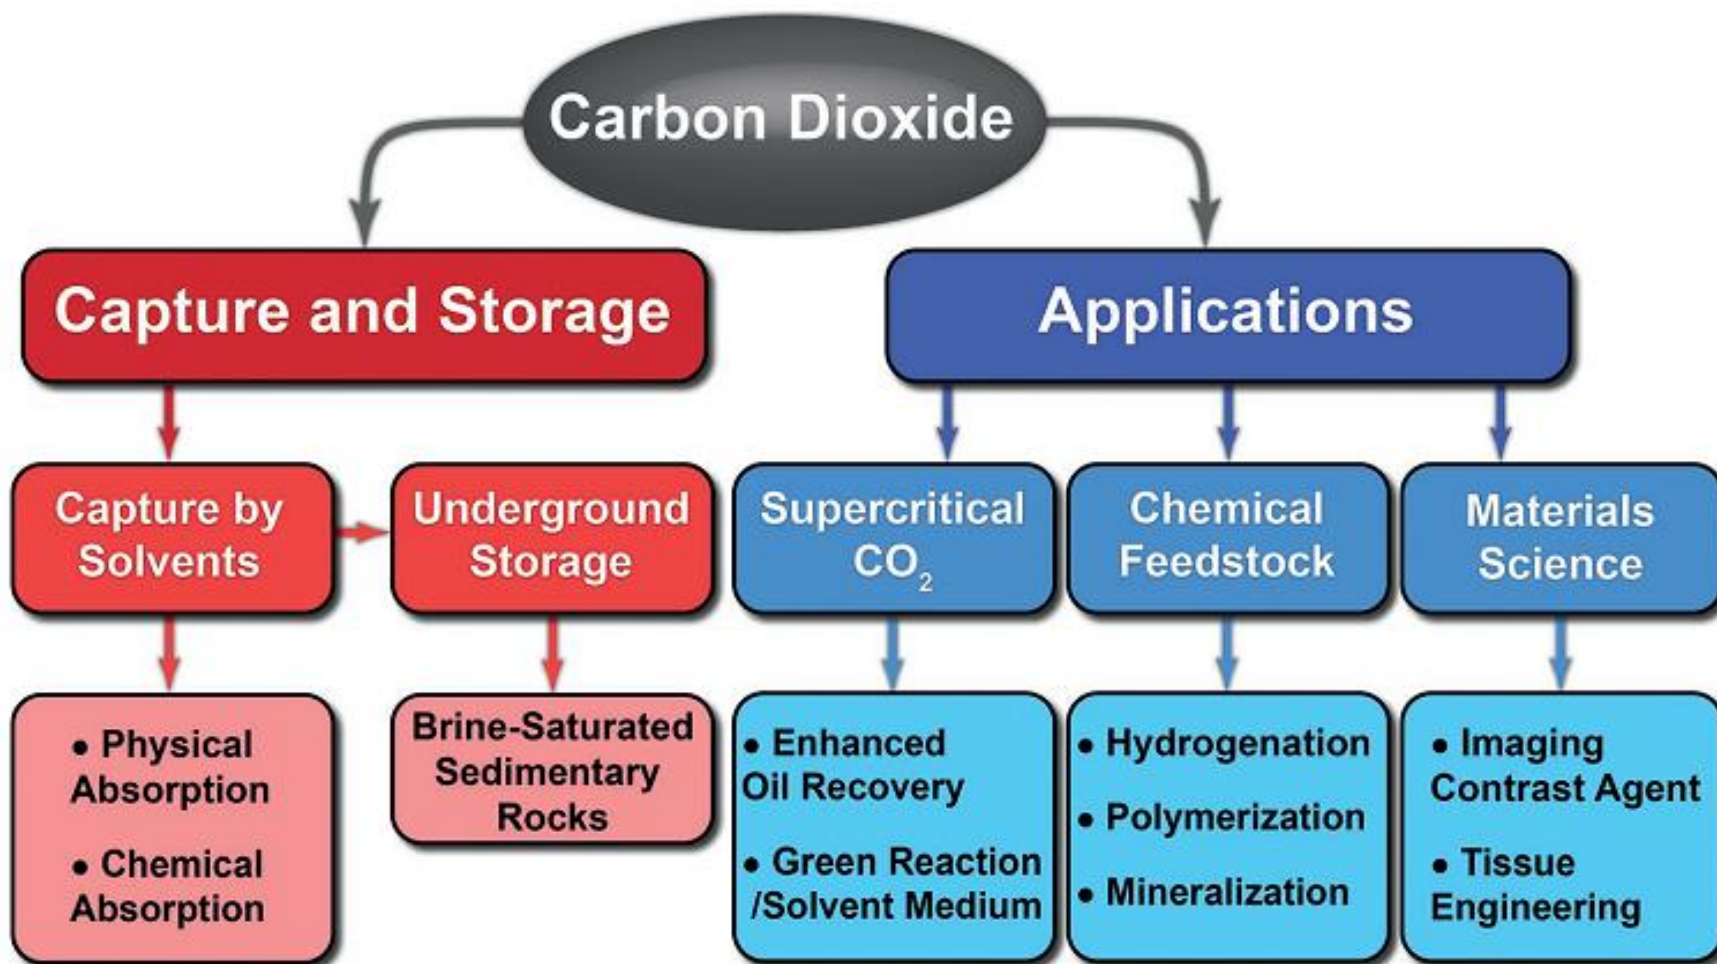 Carbon Dioxide
Capture and Storage
Applications
Capture by
Solvents
Underground
Storage
Supercritical
CO₂
Chemical
Feedstock
Materials
Science
• Physical
Absorption
• Chemical
Absorption
Brine-Saturated
Sedimentary
Rocks
• Enhanced
Oil Recovery
• Green Reaction
/Solvent Medium
• Hydrogenation
• Polymerization
• Mineralization
• Imaging
Contrast Agent
• Tissue
Engineering